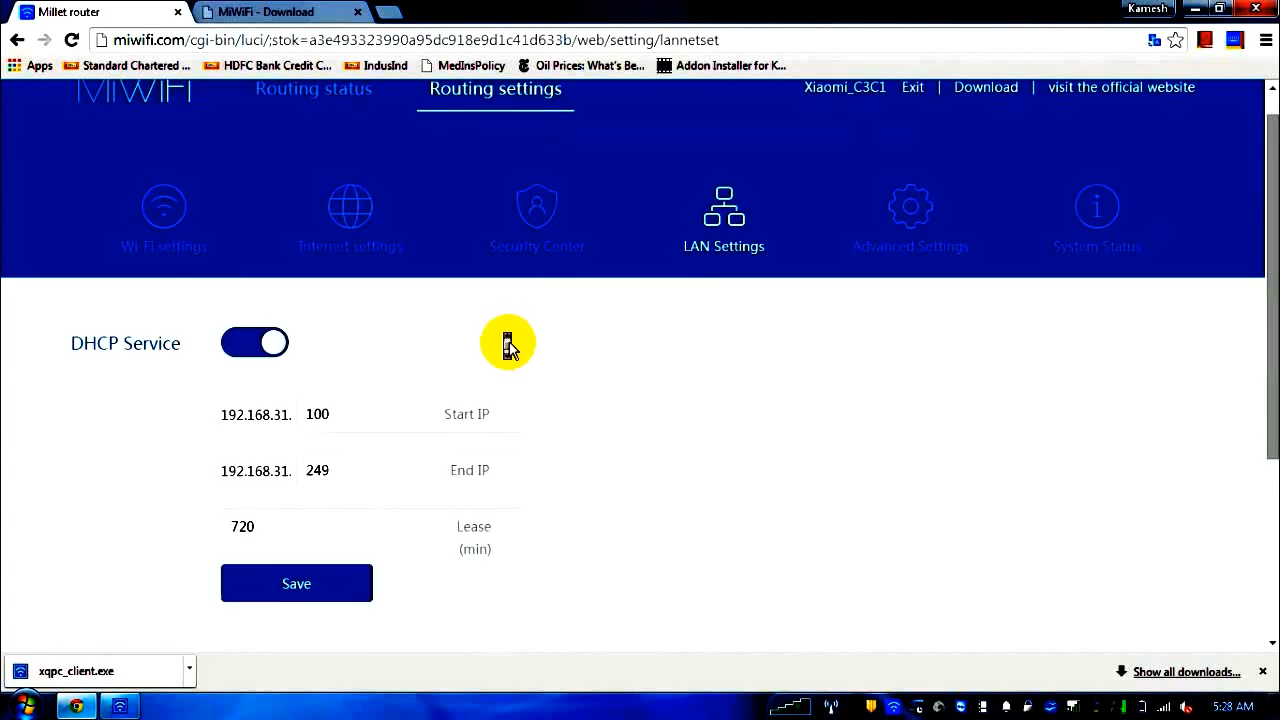 Millet router
MiWiFi - Download
Kamesh
miwifi.com/cgi-bin/luci/;stok=a3e493323990a95dc918e9d1c41d633b/web/setting/lannetset
Apps
Standard Chartered ...
HDFC Bank Credit C...
IndusInd
MedInsPolicy
Oil Prices: What's Be...
Addon Installer for K...
MIWIFI
Routing status
Routing settings
Xiaomi_C3C1
Exit | Download | visit the official website
Wi-Fi settings
Internet settings
Security Center
LAN Settings
Advanced Settings
System Status
DHCP Service
192.168.31. 100 Start IP
192.168.31. 249 End IP
720 Lease
(min)
Save
xqpc_client.exe
Show all downloads...
5:28 AM